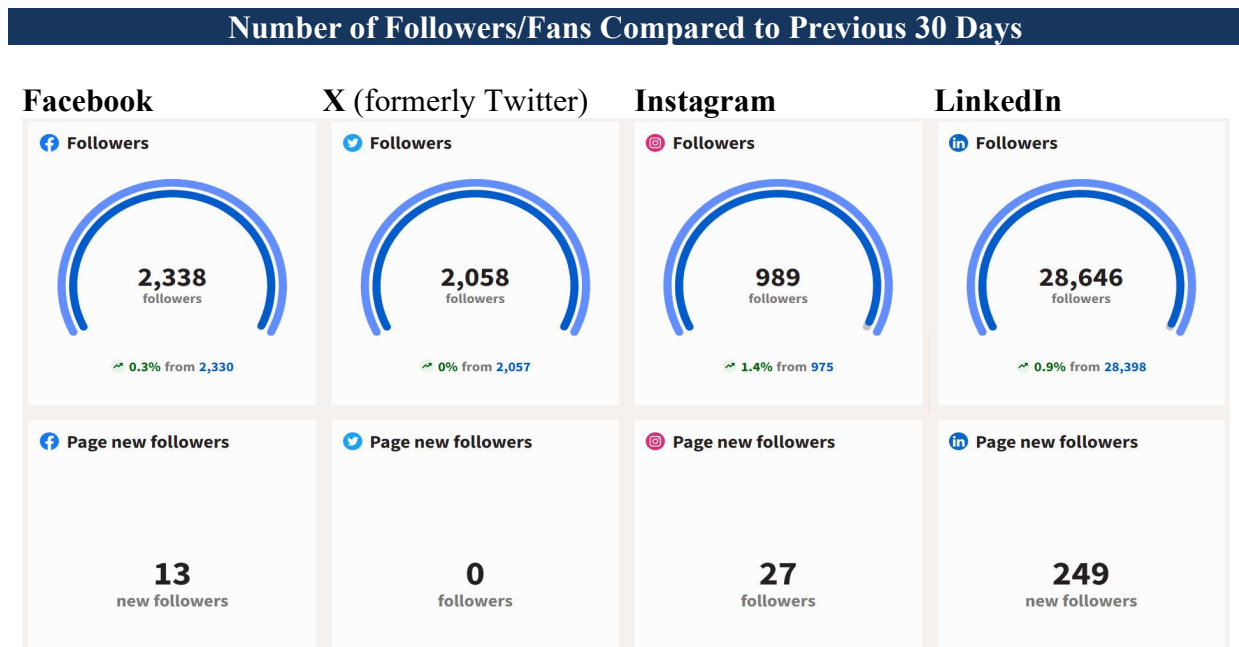 Number of Followers/Fans Compared to Previous 30 Days
Facebook
X (formerly Twitter)
Instagram
LinkedIn
Followers
2,338
followers
0.3% from 2,330
Followers
2,058
followers
0% from 2,057
Followers
989
followers
1.4% from 975
Followers
28,646
followers
0.9% from 28,398
Page new followers
13
new followers
Page new followers
0
followers
Page new followers
27
followers
Page new followers
249
new followers